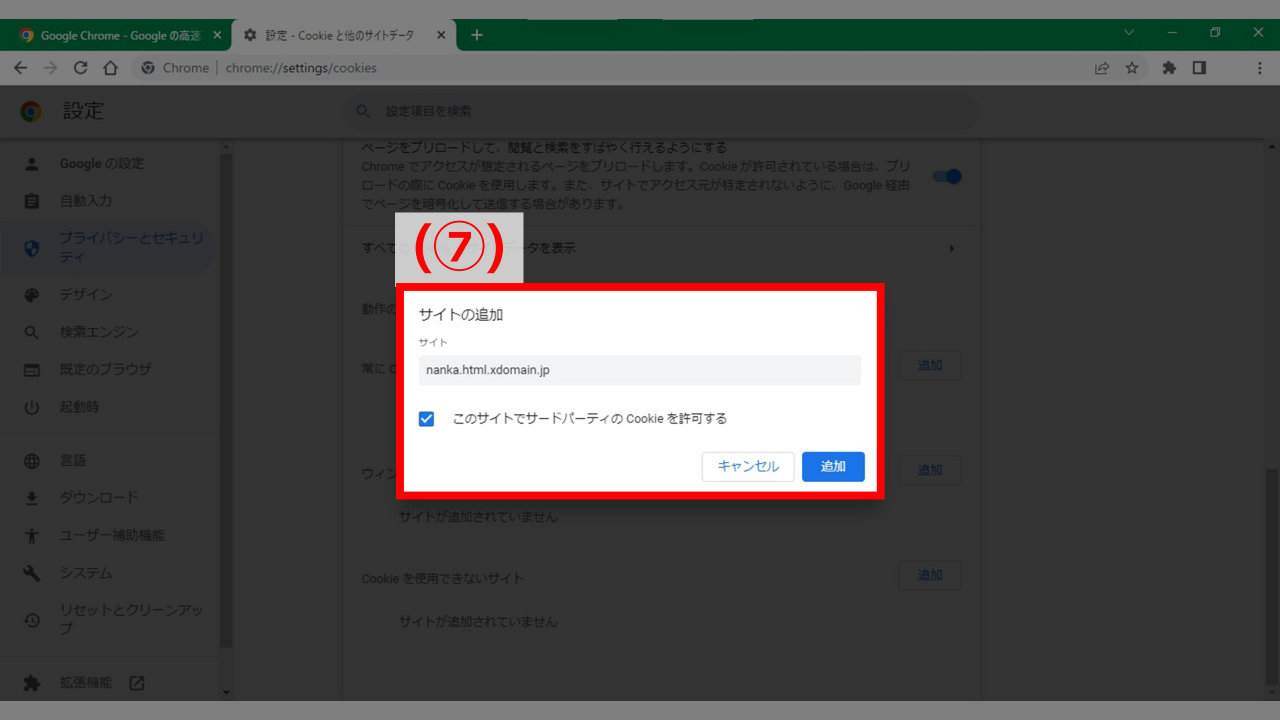 Google Chrome - Google の高速
設定 - Cookie と他のサイトデータ
Chrome
chrome://settings/cookies
設定
設定項目を検索
Google の設定
自動入力
プライバシーとセキュリ
ティ
デザイン
検索エンジン
既定のブラウザ
起動時
言語
ダウンロード
ユーザー補助機能
システム
リセットとクリーンアッ
プ
拡張機能
ページをプリロードして、閲覧と検索をすばやく行えるようにする
Chrome でアクセスが想定されるページをプリロードします。Cookie が許可されている場合は、プリ
ロードの際に Cookie を使用します。また、サイトでアクセス元が特定されないように、Google 経由
でページを暗号化して送信する場合があります。
すべて
ータを表示
(⑦)
動作の
常に
追加
サイトの追加
サイト
nanka.html.xdomain.jp
このサイトでサードパーティの Cookie を許可する
キャンセル
追加
ウィン
追加
サイトが追加されていません
Cookie を使用できないサイト
追加
サイトが追加されていません